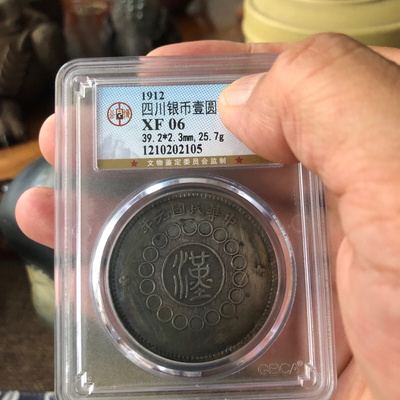 1912
四川银币壹圆
XF 06
39.2*2.3mm,25.7g
1210202105
★ 文物鉴定委员会监制 ★
年元國民華中
漢
GBCA